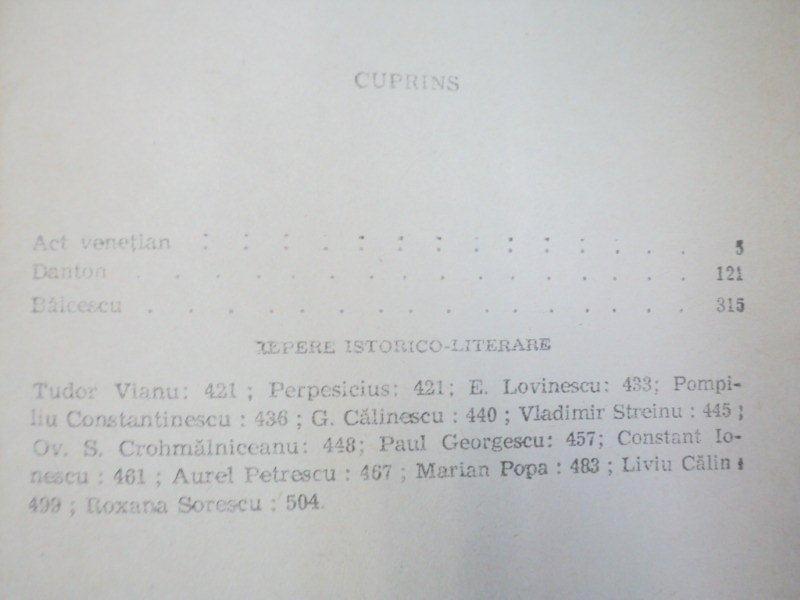 CUPRINS
Act venețian : : : : : : : : : : . . . . 5
Danton . . . . . . . . . . . . . . . 121
Bălcescu . . . . . . . . . . . . . . 315
REPERE ISTORICO-LITERARE
Tudor Vianu: 421 ; Perpesicius: 421; E. Lovinescu: 433; Pompi-
liu Constantinescu : 436 ; G. Călinescu : 440 ; Vladimir Streinu : 445 ;
Ov. S. Crohmălniceanu: 448; Paul Georgescu: 457; Constant Io-
nescu : 461 ; Aurel Petrescu : 467 ; Marian Popa : 483 ; Liviu Călin :
499 ; Roxana Sorescu : 504.